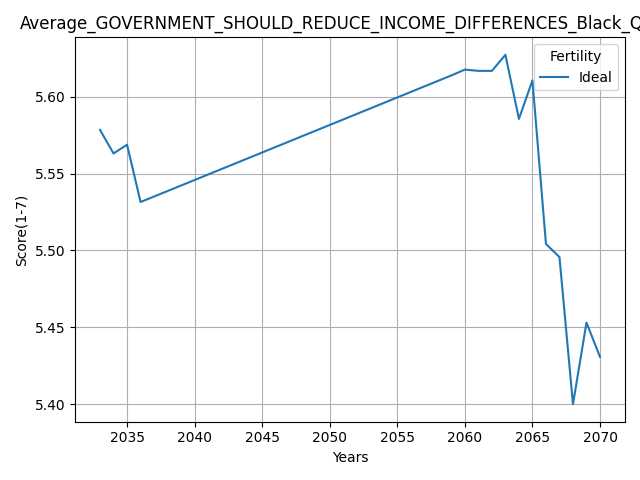 Average_GOVERNMENT_SHOULD_REDUCE_INCOME_DIFFERENCES_Black_Q
Fertility
Ideal
Score(1-7)
5.60
5.55
5.50
5.45
5.40
2035 2040 2045 2050 2055 2060 2065 2070
Years